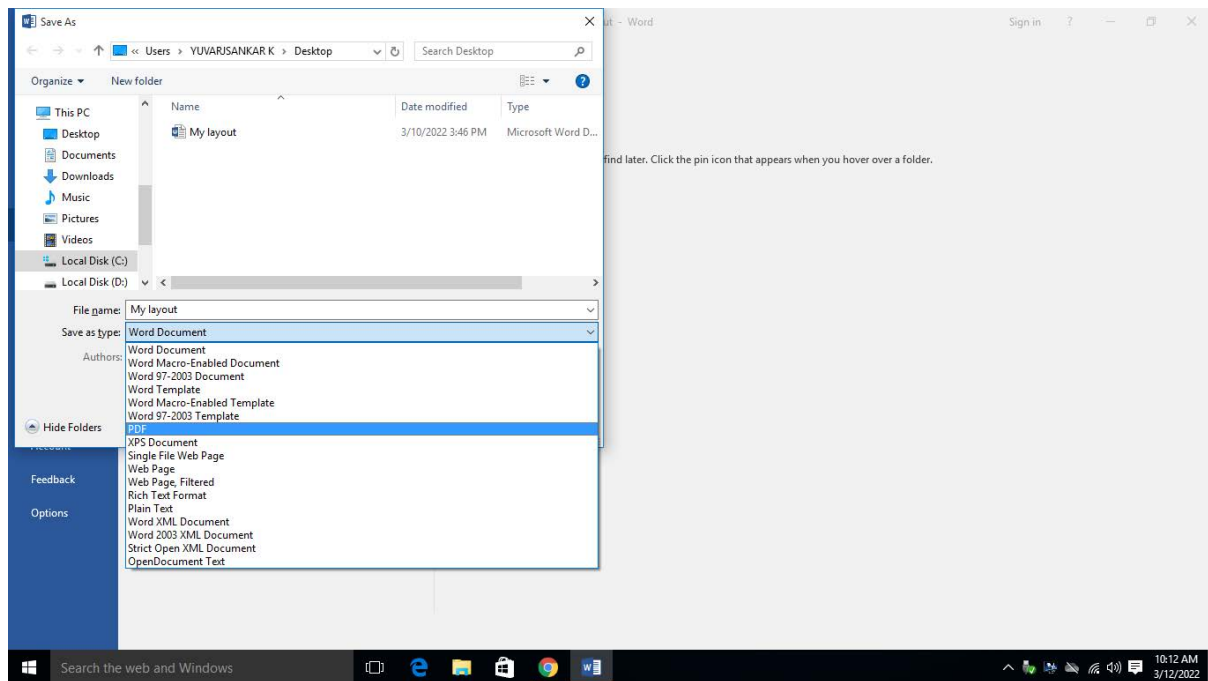 Save As
ut - Word
Sign in ?
« Users › YUVARJSANKAR K › Desktop
Search Desktop
Organize
New folder
Name Date modified Type
This PC
My layout 3/10/2022 3:46 PM Microsoft Word D...
Desktop
Documents
find later. Click the pin icon that appears when you hover over a folder.
Downloads
Music
Pictures
Videos
Local Disk (C:)
Local Disk (D:)
File name: My layout
Save as type: Word Document
Authors:
Word Document
Word Macro-Enabled Document
Word 97-2003 Document
Word Template
Word Macro-Enabled Template
Word 97-2003 Template
Hide Folders
PDF
XPS Document
Single File Web Page
Web Page
Web Page, Filtered
Rich Text Format
Plain Text
Word XML Document
Word 2003 XML Document
Strict Open XML Document
OpenDocument Text
Account
Feedback
Options
Search the web and Windows
10:12 AM
3/12/2022